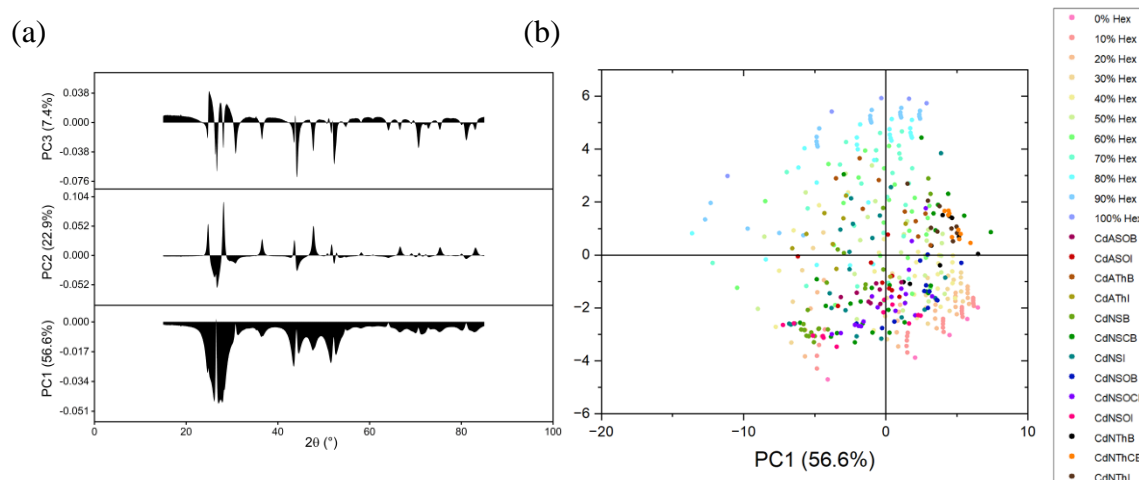 (a)
(b)
PC3 (7.4%)
0.038
0.000
-0.038
-0.076
PC2 (22.9%)
0.104
0.052
0.000
-0.052
PC1 (56.6%)
0.000
-0.017
-0.034
-0.051
0
20
40
60
80
100
2θ (°)
6
4
2
0
−2
−4
−6
−20
−10
0
10
PC1 (56.6%)
0% Hex
10% Hex
20% Hex
30% Hex
40% Hex
50% Hex
60% Hex
70% Hex
80% Hex
90% Hex
100% Hex
CdASOB
CdASOI
CdAThB
CdAThI
CdNSB
CdNSCB
CdNSI
CdNSOB
CdNSOCI
CdNSOI
CdNThB
CdNThCE
CdNThI